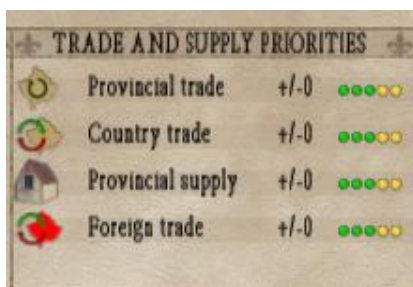 TRADE AND SUPPLY PRIORITIES
Provincial trade +/-0
Country trade +/-0
Provincial supply +/-0
Foreign trade +/-0